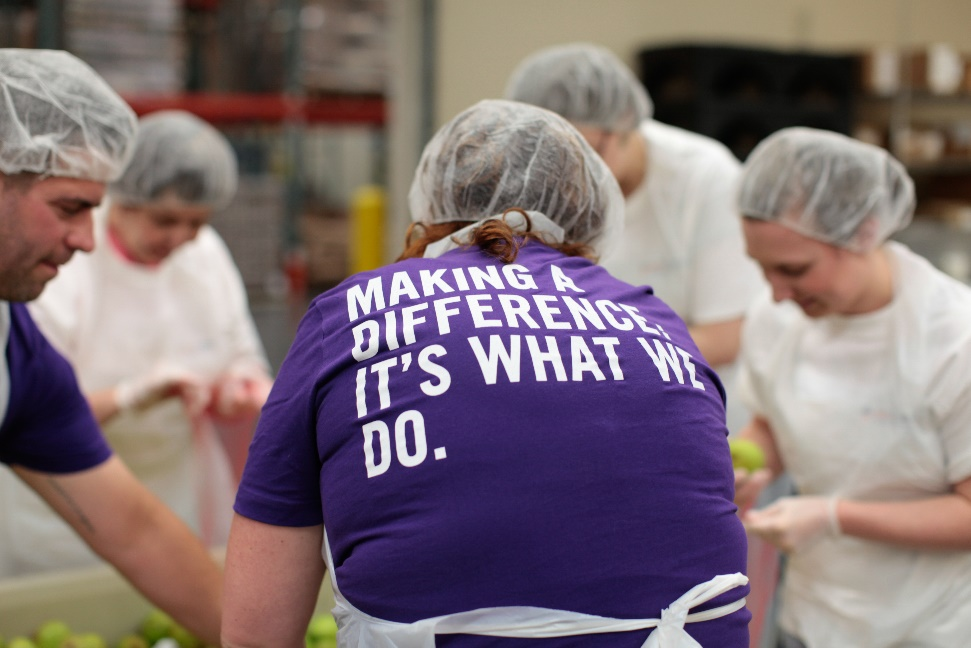 MAKING A
DIFFERENCE.
IT'S WHAT WE
DO.